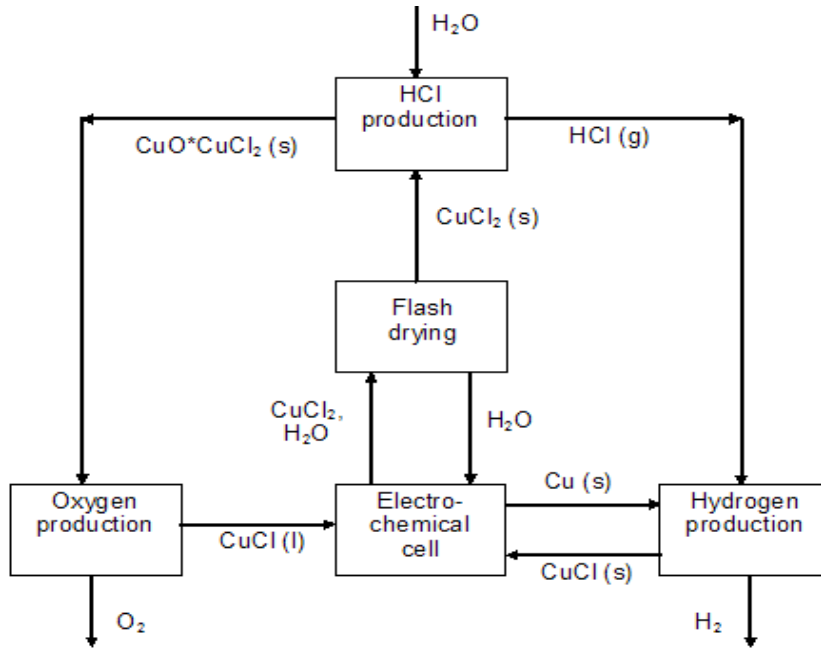 H₂O
HCl
production
CuO*CuCl₂ (s)
HCl (g)
CuCl₂ (s)
Flash
drying
CuCl₂,
H₂O
H₂O
Oxygen
production
CuCl (l)
Electro-
chemical
cell
Cu (s)
CuCl (s)
Hydrogen
production
O₂
H₂